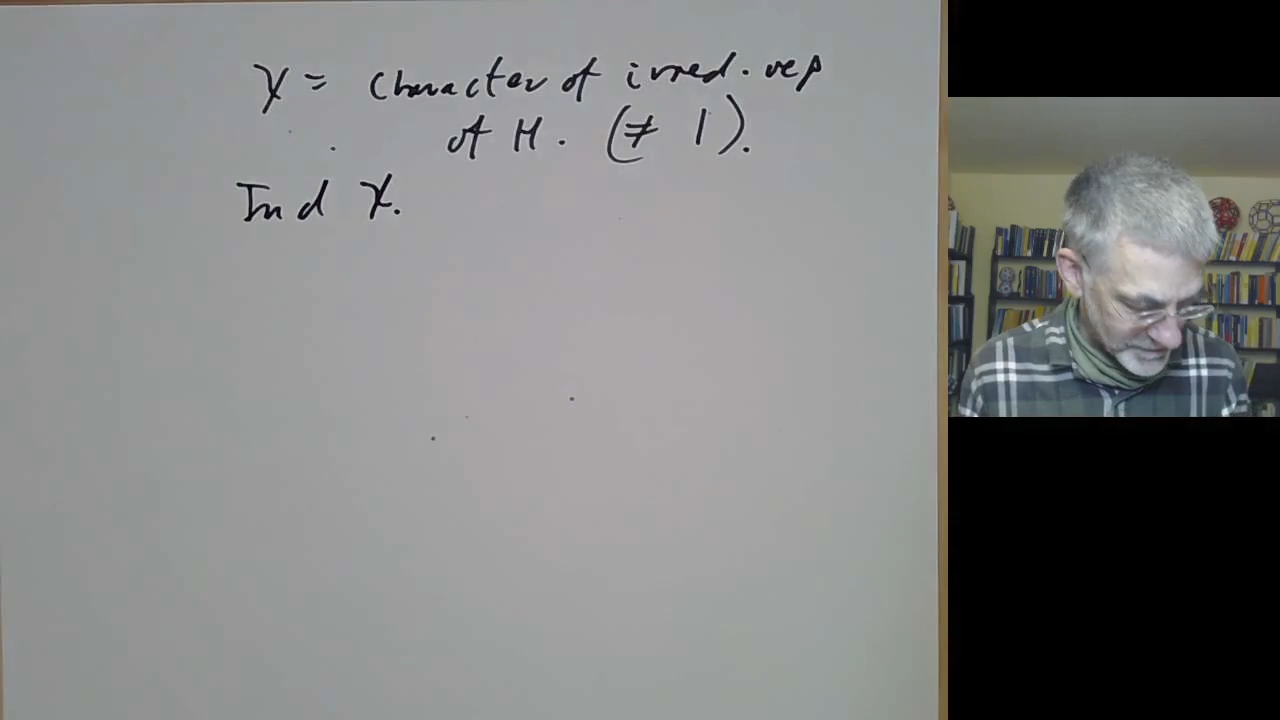 χ = character of irred. rep
of H. (≠ 1).
Ind χ.